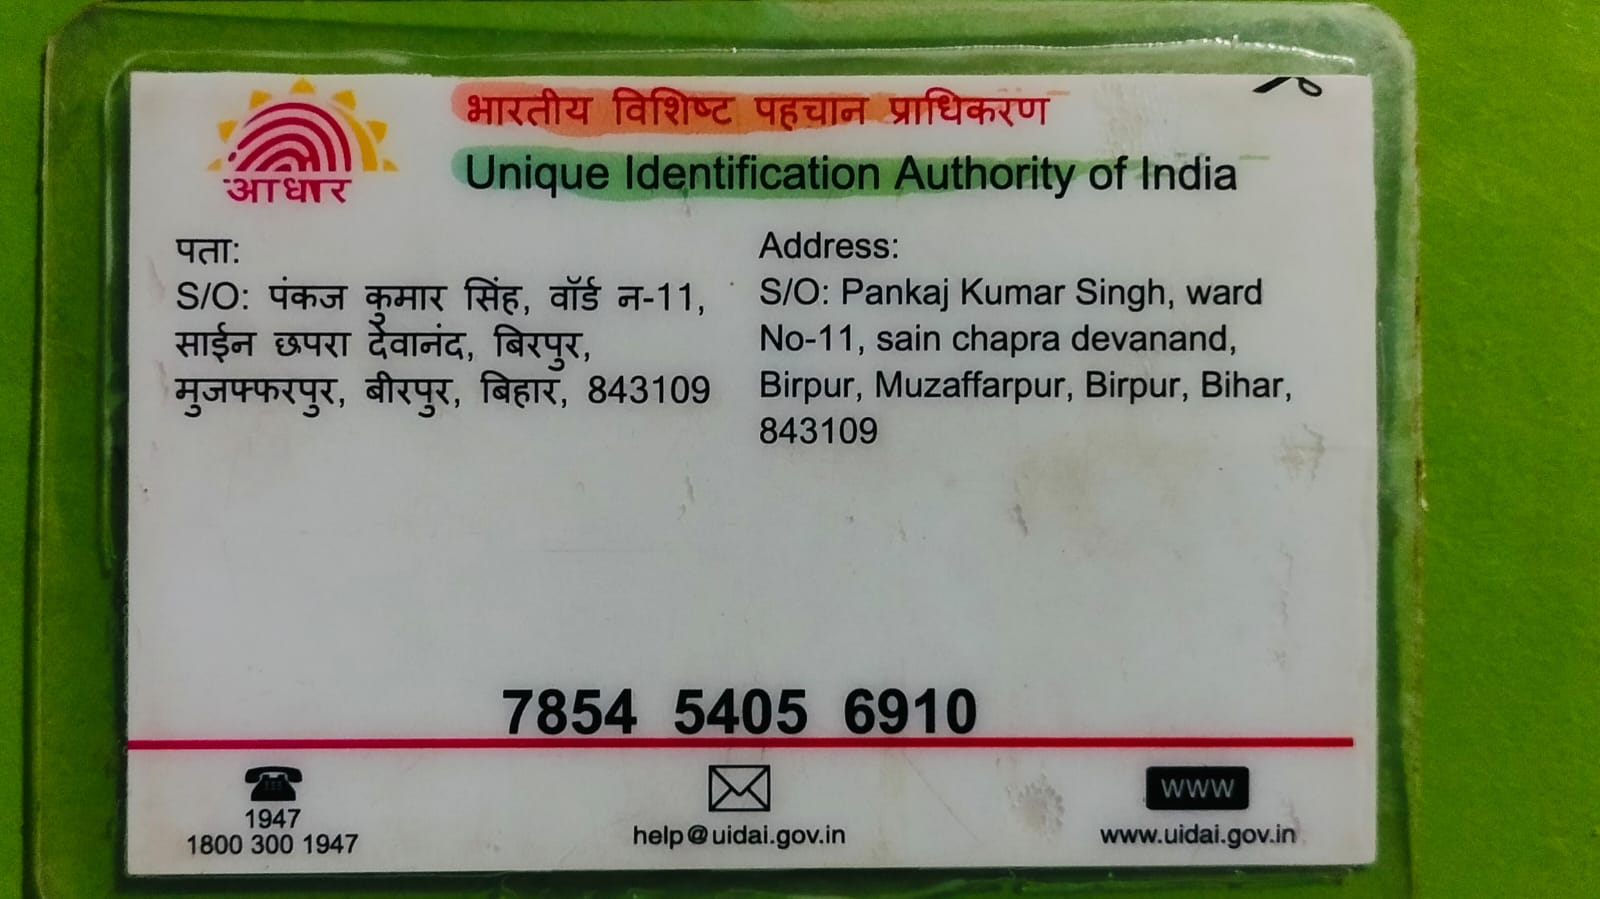 आधार
भारतीय विशिष्ट पहचान प्राधिकरण
Unique Identification Authority of India
पता:
S/O: पंकज कुमार सिंह, वॉर्ड न-11,
साईन छपरा देवानंद, बिरपुर,
मुजफ्फरपुर, बीरपुर, बिहार, 843109
Address:
S/O: Pankaj Kumar Singh, ward
No-11, sain chapra devanand,
Birpur, Muzaffarpur, Birpur, Bihar,
843109
7854 5405 6910
1947
1800 300 1947
help@uidai.gov.in
WWW
www.uidai.gov.in